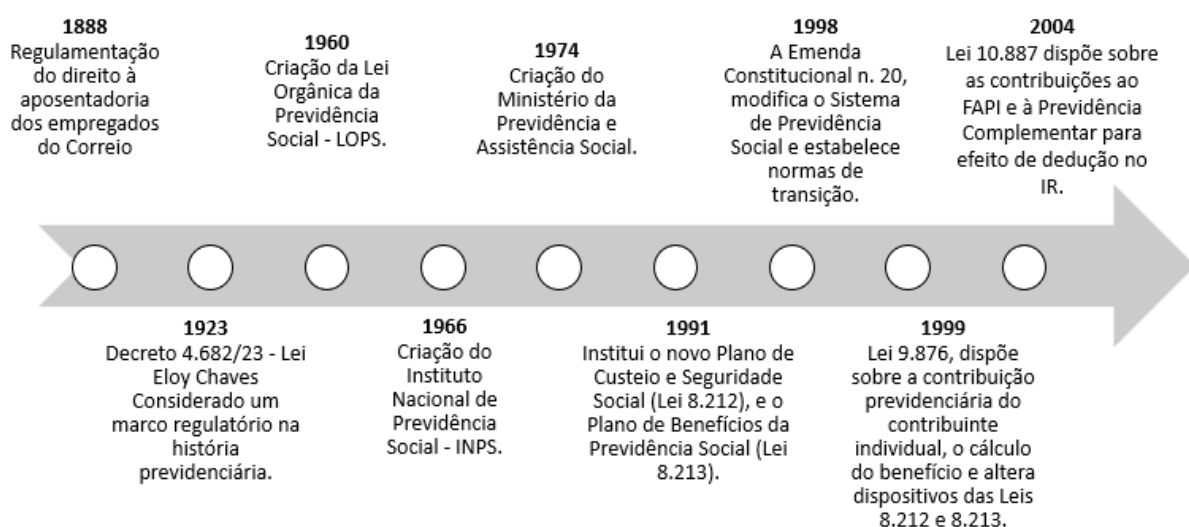 1888
Regulamentação
do direito à
aposentadoria
dos empregados
do Correio
1923
Decreto 4.682/23 - Lei
Eloy Chaves
Considerado um
marco regulatório na
história
previdenciária.
1960
Criação da Lei
Orgânica da
Previdência
Social - LOPS.
1966
Criação do
Instituto
Nacional de
Previdência
Social - INPS.
1974
Criação do
Ministério da
Previdência e
Assistência Social.
1991
Institui o novo Plano de
Custeio e Seguridade
Social (Lei 8.212), e o
Plano de Benefícios da
Previdência Social (Lei
8.213).
1998
A Emenda
Constitucional n. 20,
modifica o Sistema
de Previdência
Social e estabelece
normas de
transição.
1999
Lei 9.876, dispõe
sobre a contribuição
previdenciária do
contribuinte
individual, o cálculo
do benefício e altera
dispositivos das Leis
8.212 e 8.213.
2004
Lei 10.887 dispõe sobre
as contribuições ao
FAPI e à Previdência
Complementar para
efeito de dedução no
IR.